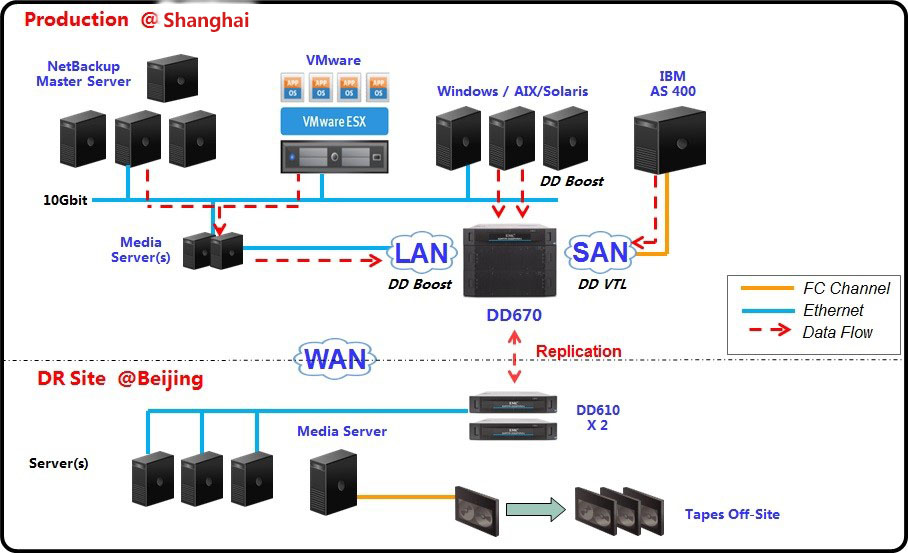 Production @ Shanghai
NetBackup
Master Server
VMware
APP APP APP APP
OS OS OS OS
VMware ESX
Windows / AIX/Solaris
IBM
AS 400
DD Boost
10Gbit
Media
Server(s)
LAN
DD Boost
SAN
DD VTL
DD670
FC Channel
Ethernet
Data Flow
WAN
Replication
DR Site @Beijing
DD610
X 2
Media Server
Server(s)
Tapes Off-Site